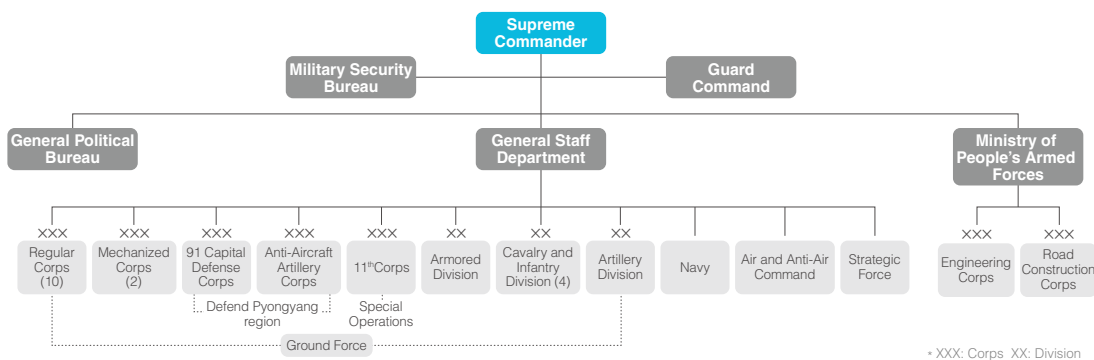 Supreme
Commander
Military Security
Bureau
Guard
Command
General Political
Bureau
General Staff
Department
Ministry of
People's Armed
Forces
XXX
XXX
XXX
XXX
XXX
XX
XX
XX
XXX
XXX
Regular
Corps
(10)
Mechanized
Corps
(2)
91 Capital
Defense
Corps
Anti-Aircraft
Artillery
Corps
11thCorps
Armored
Division
Cavalry and
Infantry
Division (4)
Artillery
Division
Navy
Air and Anti-Air
Command
Strategic
Force
Engineering
Corps
Road
Construction
Corps
Defend Pyongyang
region
Special
Operations
Ground Force
* XXX: Corps XX: Division